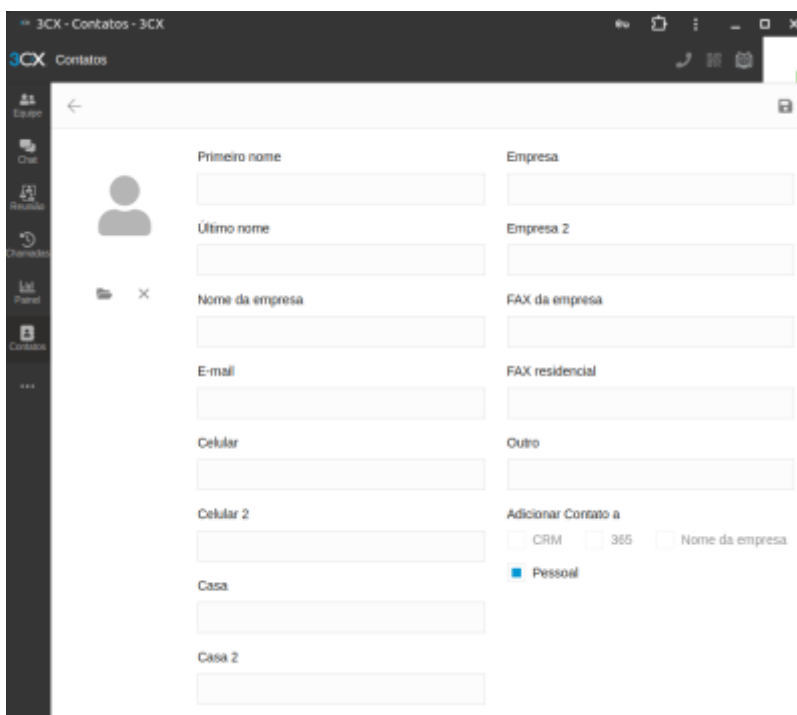 3CX - Contatos - 3CX
3CX Contatos
Equipe
Chat
Reunião
Chamadas
Painel
Contatos
Primeiro nome
Último nome
Nome da empresa
E-mail
Celular
Celular 2
Casa
Casa 2
Empresa
Empresa 2
FAX da empresa
FAX residencial
Outro
Adicionar Contato a
CRM 365 Nome da empresa
Pessoal